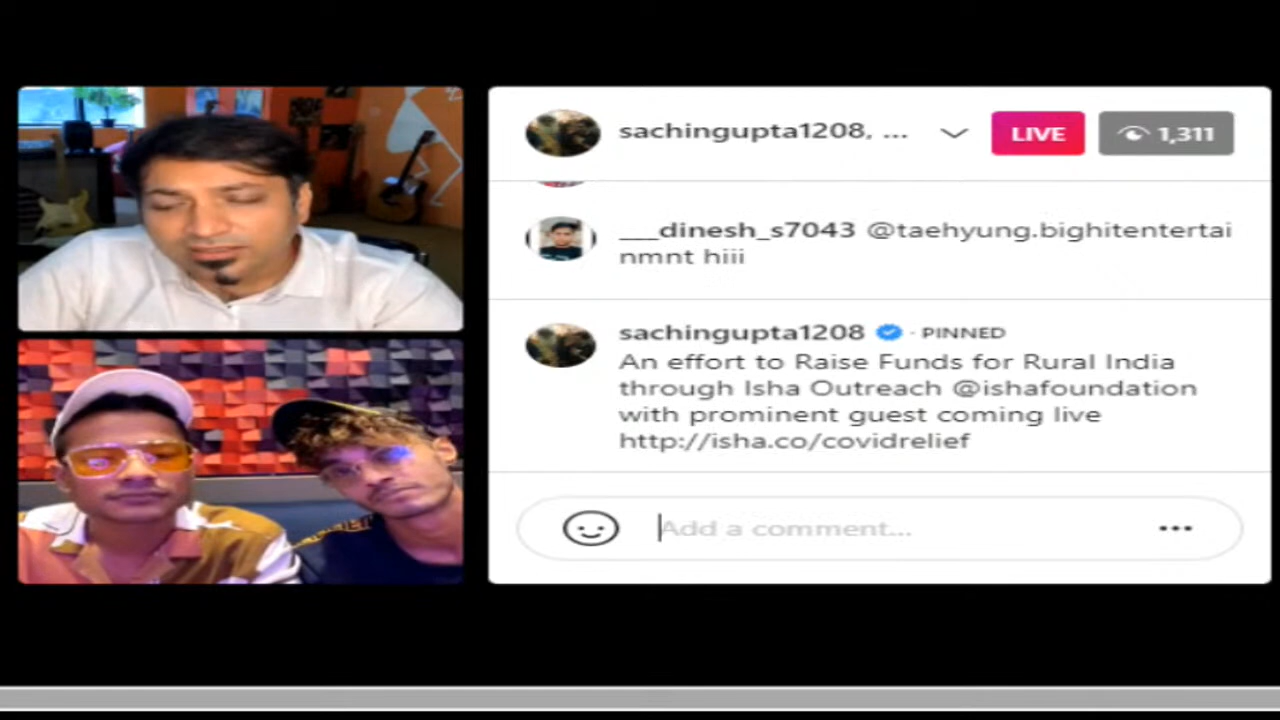 sachingupta1208, ...
LIVE
1,311
___dinesh_s7043 @taehyung.bighitentertai
nmnt hiii
sachingupta1208 · PINNED
An effort to Raise Funds for Rural India
through Isha Outreach @ishafoundation
with prominent guest coming live
http://isha.co/covidrelief
Add a comment...